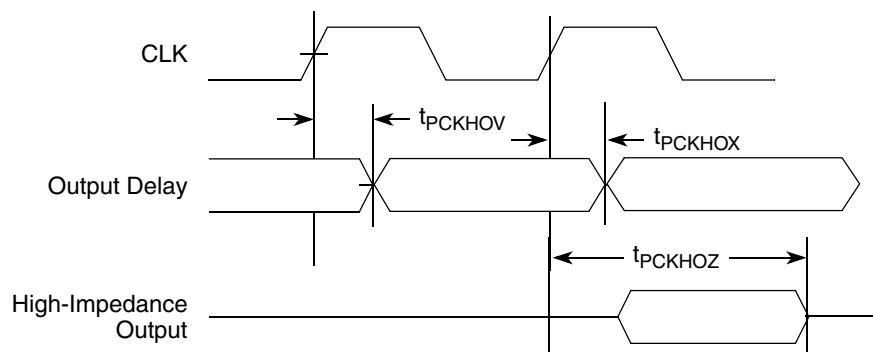 CLK
tPCKHOV
tPCKHOX
Output Delay
tPCKHOZ
High-Impedance
Output